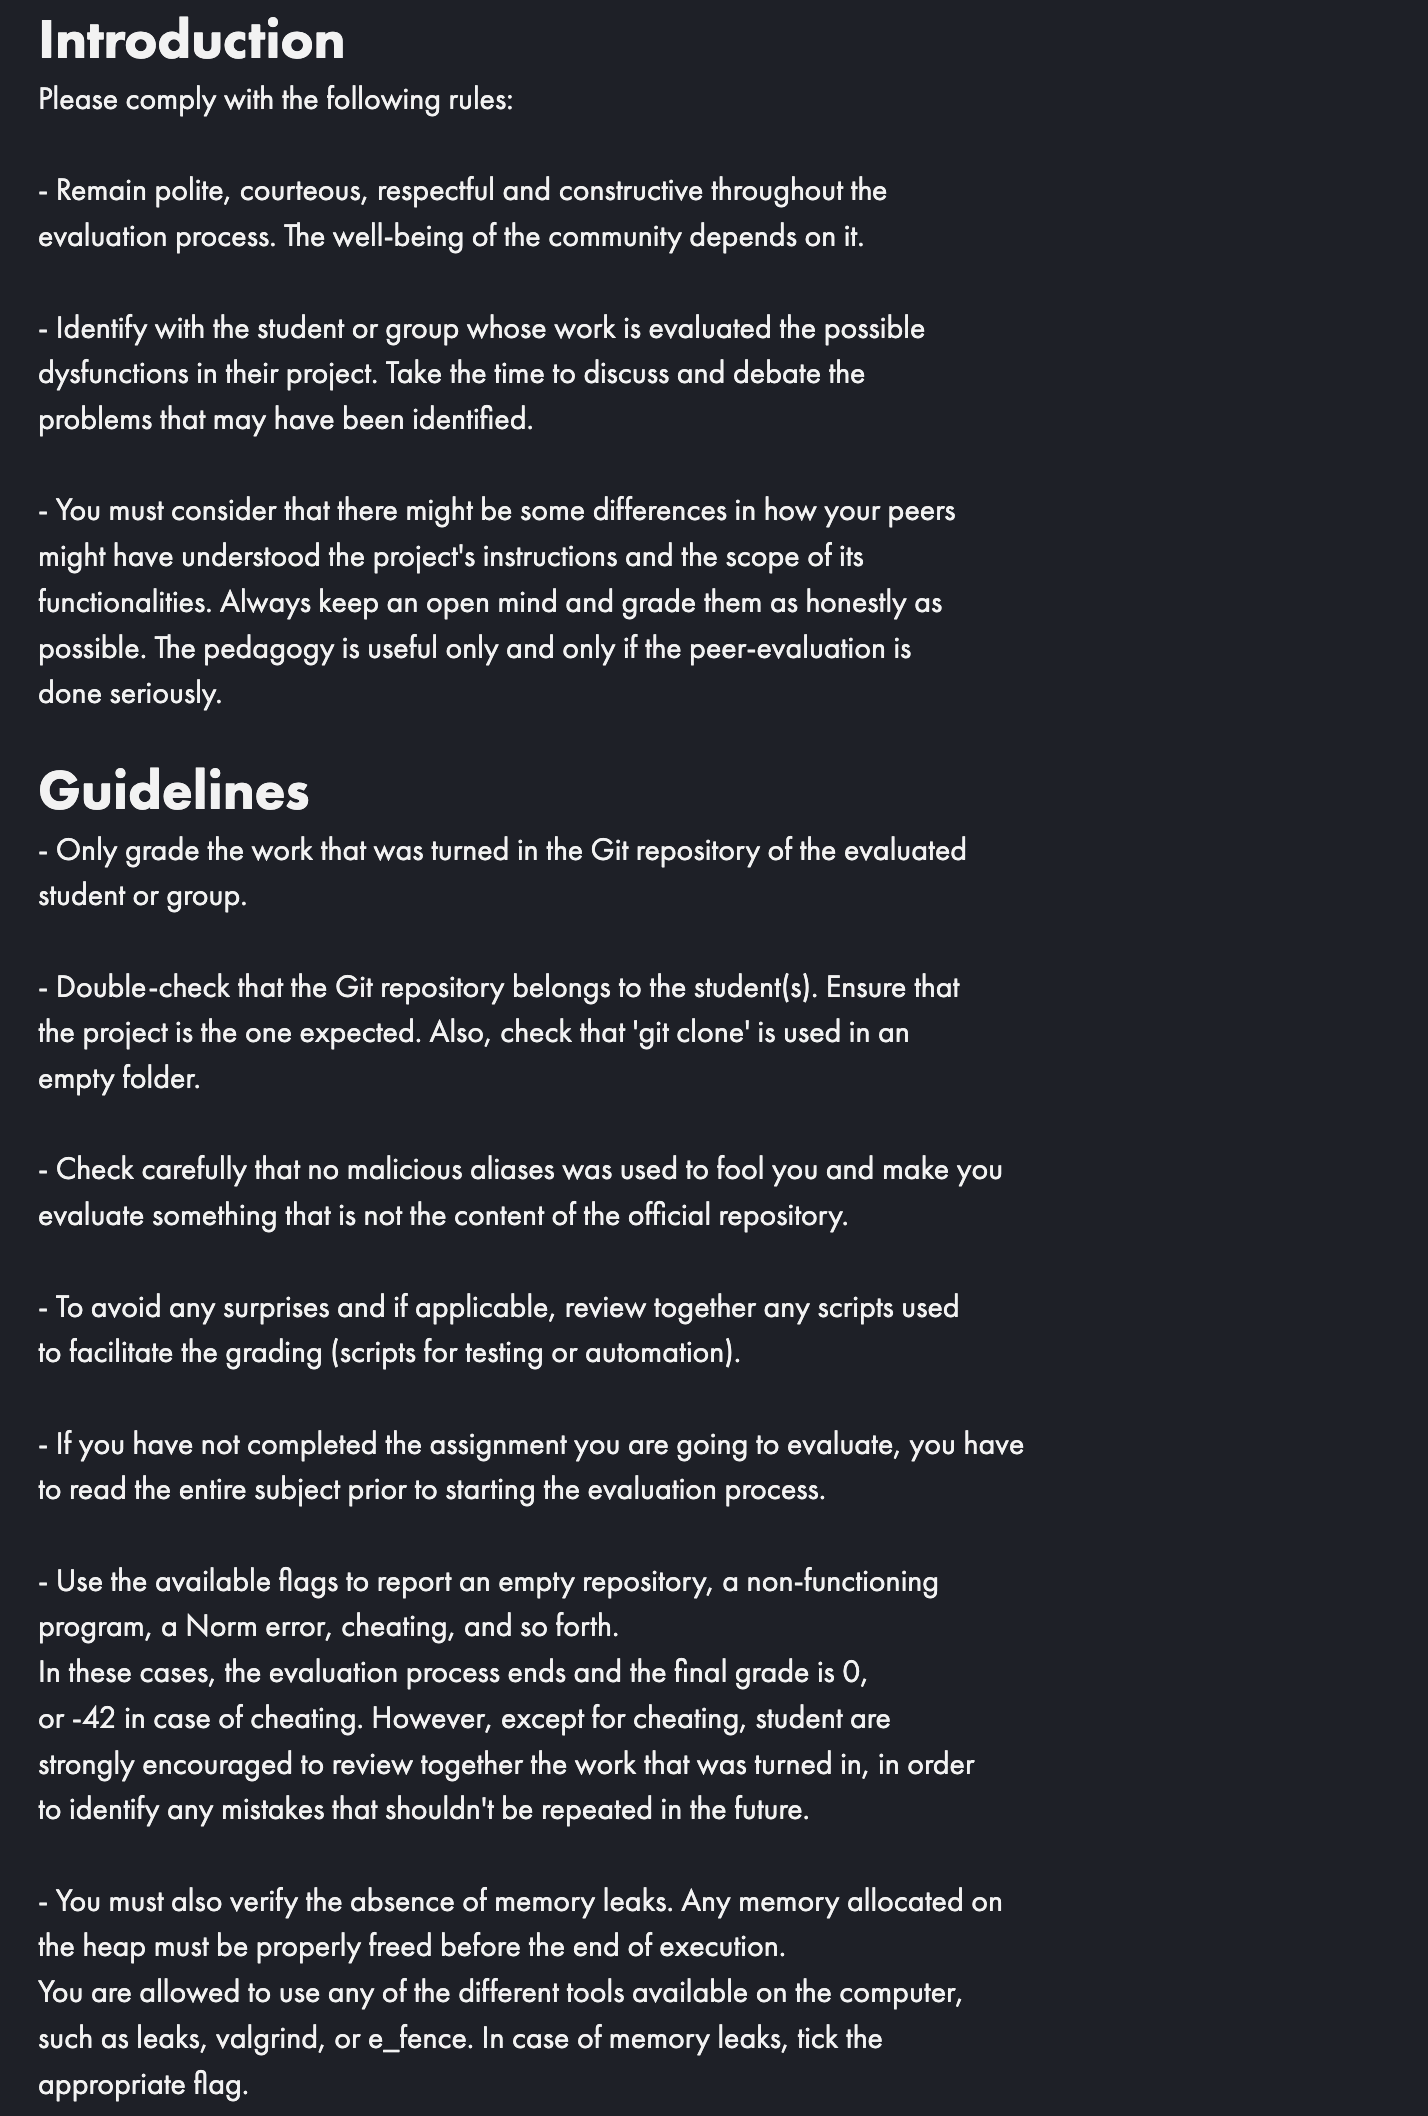 Introduction
Please comply with the following rules:
- Remain polite, courteous, respectful and constructive throughout the
evaluation process. The well-being of the community depends on it.
- Identify with the student or group whose work is evaluated the possible
dysfunctions in their project. Take the time to discuss and debate the
problems that may have been identified.
- You must consider that there might be some differences in how your peers
might have understood the project's instructions and the scope of its
functionalities. Always keep an open mind and grade them as honestly as
possible. The pedagogy is useful only and only if the peer-evaluation is
done seriously.
Guidelines
- Only grade the work that was turned in the Git repository of the evaluated
student or group.
- Double-check that the Git repository belongs to the student(s). Ensure that
the project is the one expected. Also, check that 'git clone' is used in an
empty folder.
- Check carefully that no malicious aliases was used to fool you and make you
evaluate something that is not the content of the official repository.
- To avoid any surprises and if applicable, review together any scripts used
to facilitate the grading (scripts for testing or automation).
- If you have not completed the assignment you are going to evaluate, you have
to read the entire subject prior to starting the evaluation process.
- Use the available flags to report an empty repository, a non-functioning
program, a Norm error, cheating, and so forth.
In these cases, the evaluation process ends and the final grade is 0,
or -42 in case of cheating. However, except for cheating, student are
strongly encouraged to review together the work that was turned in, in order
to identify any mistakes that shouldn't be repeated in the future.
- You must also verify the absence of memory leaks. Any memory allocated on
the heap must be properly freed before the end of execution.
You are allowed to use any of the different tools available on the computer,
such as leaks, valgrind, or e_fence. In case of memory leaks, tick the
appropriate flag.